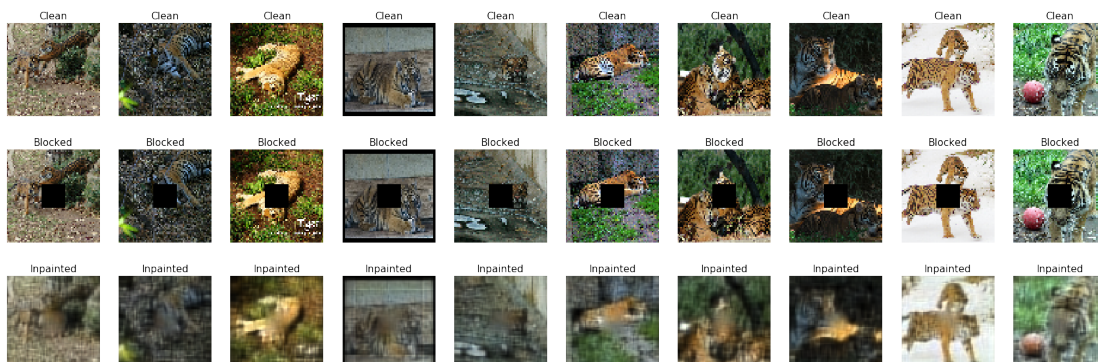 Clean Clean Clean Clean Clean Clean Clean Clean Clean Clean
Blocked Blocked Blocked Blocked Blocked Blocked Blocked Blocked Blocked Blocked
Inpainted Inpainted Inpainted Inpainted Inpainted Inpainted Inpainted Inpainted Inpainted Inpainted